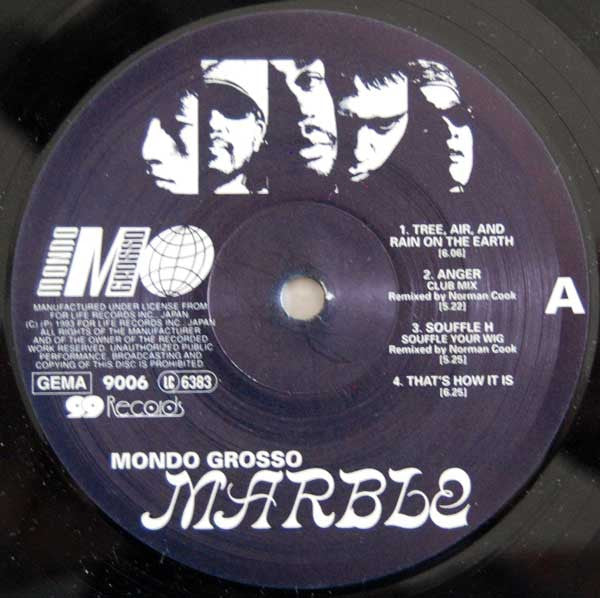 MONDO
GROSSO
MO
MANUFACTURED UNDER LICENSE FROM
FOR LIFE RECORDS INC., JAPAN
(C) (P) 1993 FOR LIFE RECORDS INC., JAPAN
ALL RIGHTS OF THE MANUFACTURER
AND OF THE OWNER OF THE RECORDED
WORK RESERVED. UNAUTHORIZED PUBLIC
PERFORMANCE, BROADCASTING AND
COPYING OF THIS DISC IS PROHIBITED.
GEMA 9006 LC 6383
99 Records
1. TREE, AIR, AND
RAIN ON THE EARTH
[6.06]
2. ANGER
CLUB MIX
Remixed by Norman Cook
[5.22]
3. SOUFFLE H
SOUFFLE YOUR WIG
Remixed by Norman Cook
[5.25]
4. THAT'S HOW IT IS
[6.25]
A
MONDO GROSSO
MARBLE